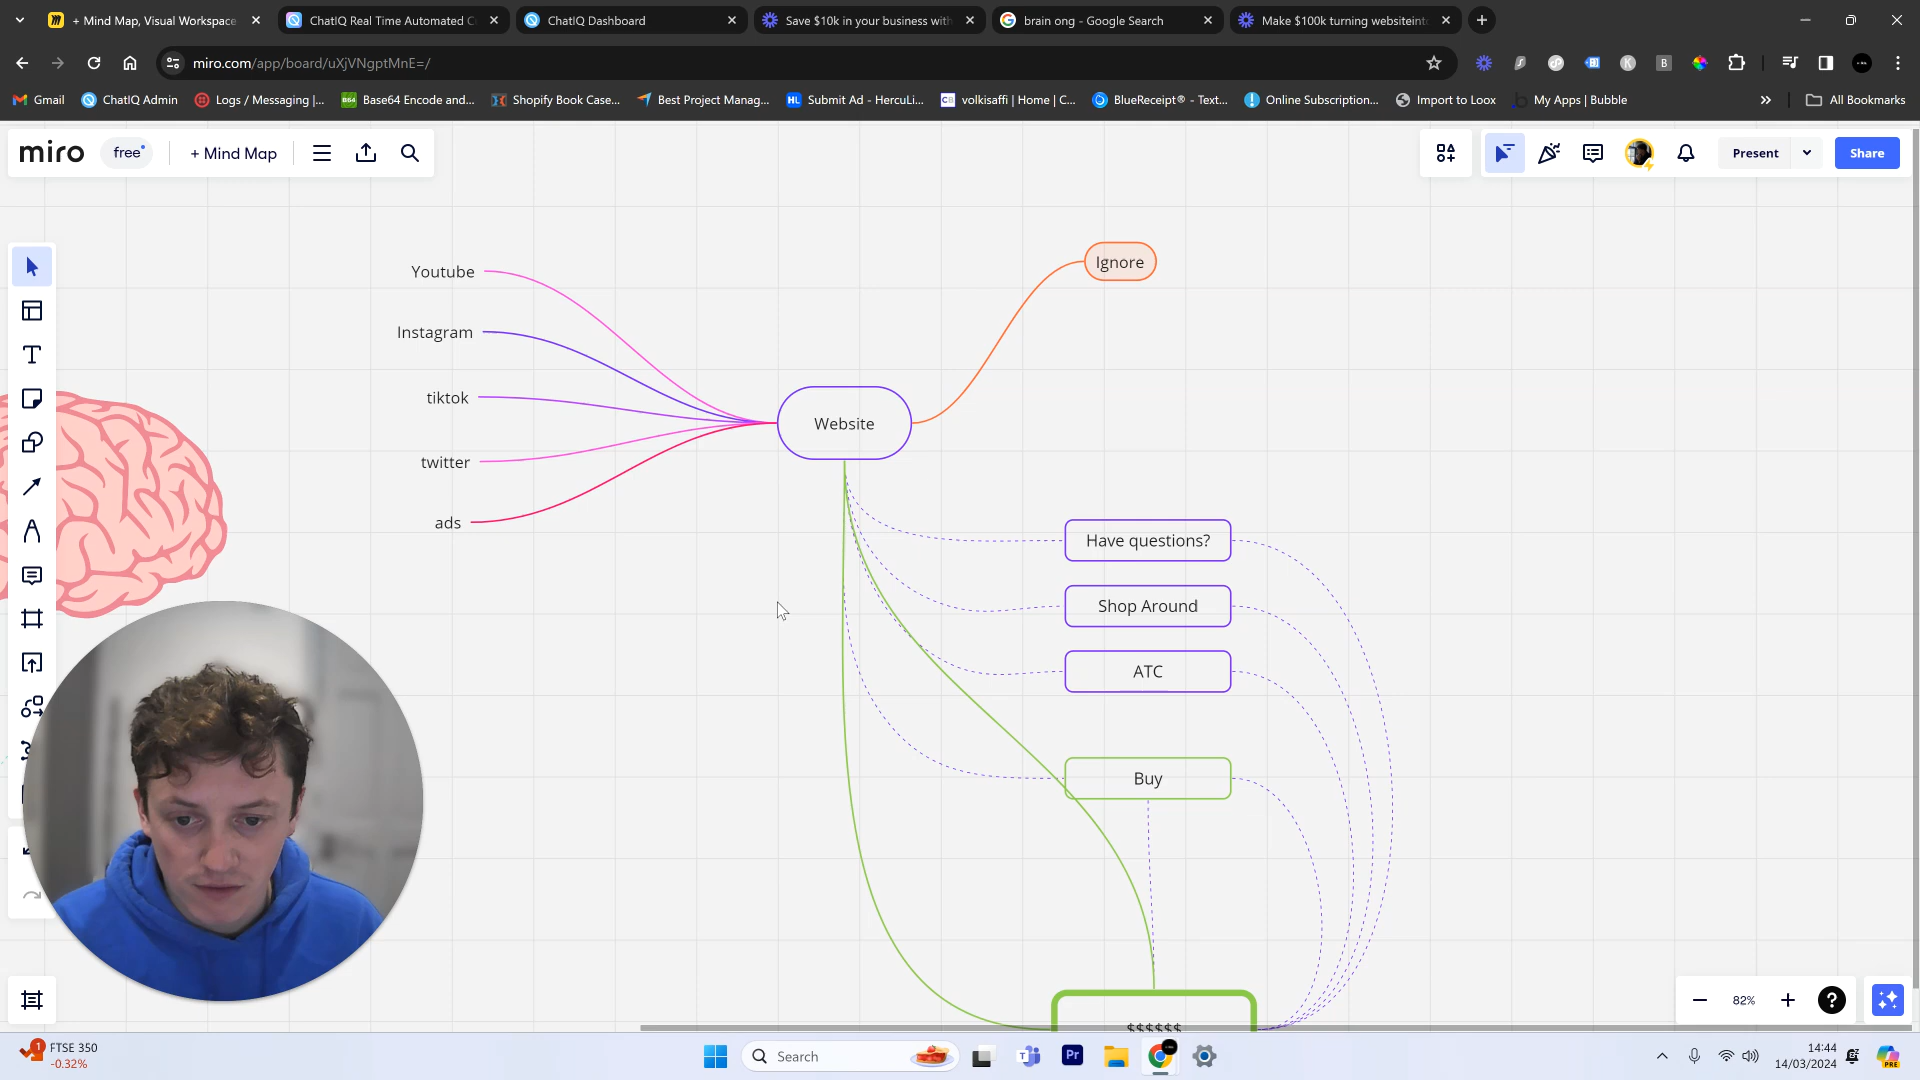 + Mind Map, Visual Workspace
ChatIQ Real Time Automated C
ChatIQ Dashboard
Save $10k in your business with
brain ong - Google Search
Make $100k turning websiteinto
miro.com/app/board/uXjVNgptMnE=/
Gmail
ChatIQ Admin
Logs / Messaging |...
Base64 Encode and...
Shopify Book Case...
Best Project Manag...
Submit Ad - HercuLi...
volkisaffi | Home | C...
BlueReceipt® - Text...
Online Subscription...
Import to Loox
My Apps | Bubble
All Bookmarks
miro
free
+ Mind Map
Present
Share
Youtube
Instagram
tiktok
twitter
ads
Website
Ignore
Have questions?
Shop Around
ATC
Buy
$$$$$$
82%
FTSE 350
-0.32%
Search
14:44
14/03/2024